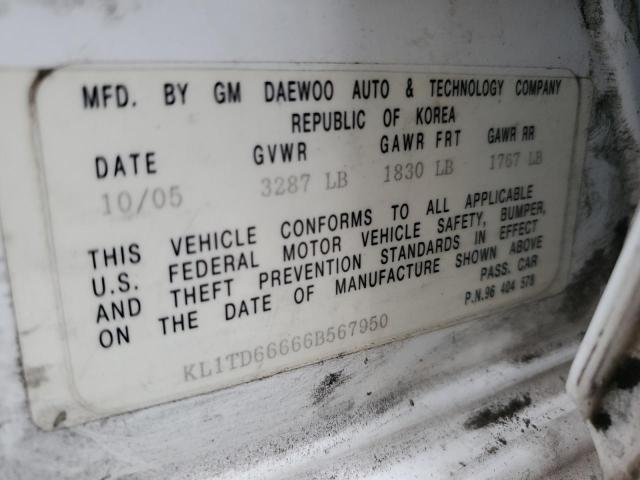 MFD. BY GM DAEWOO AUTO & TECHNOLOGY COMPANY
REPUBLIC OF KOREA
DATE GVWR GAWR FRT GAWR RR
10/05 3287 LB 1830 LB 1767 LB
THIS VEHICLE CONFORMS TO ALL APPLICABLE
U.S. FEDERAL MOTOR VEHICLE SAFETY, BUMPER,
AND THEFT PREVENTION STANDARDS IN EFFECT
ON THE DATE OF MANUFACTURE SHOWN ABOVE
PASS. CAR
P.N.96 404 578
KL1TD66666B567950